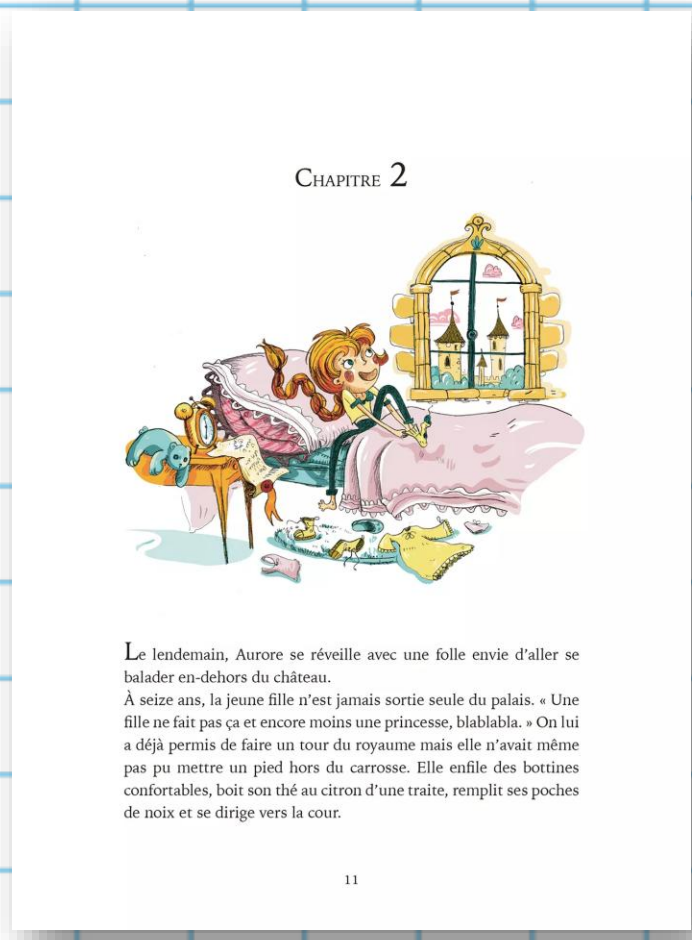 CHAPITRE 2
Le lendemain, Aurore se réveille avec une folle envie d’aller se
balader en-dehors du château.
À seize ans, la jeune fille n’est jamais sortie seule du palais. « Une
fille ne fait pas ça et encore moins une princesse, blablabla. » On lui
a déjà permis de faire un tour du royaume mais elle n’avait même
pas pu mettre un pied hors du carrosse. Elle enfile des bottines
confortables, boit son thé au citron d’une traite, remplit ses poches
de noix et se dirige vers la cour.
11